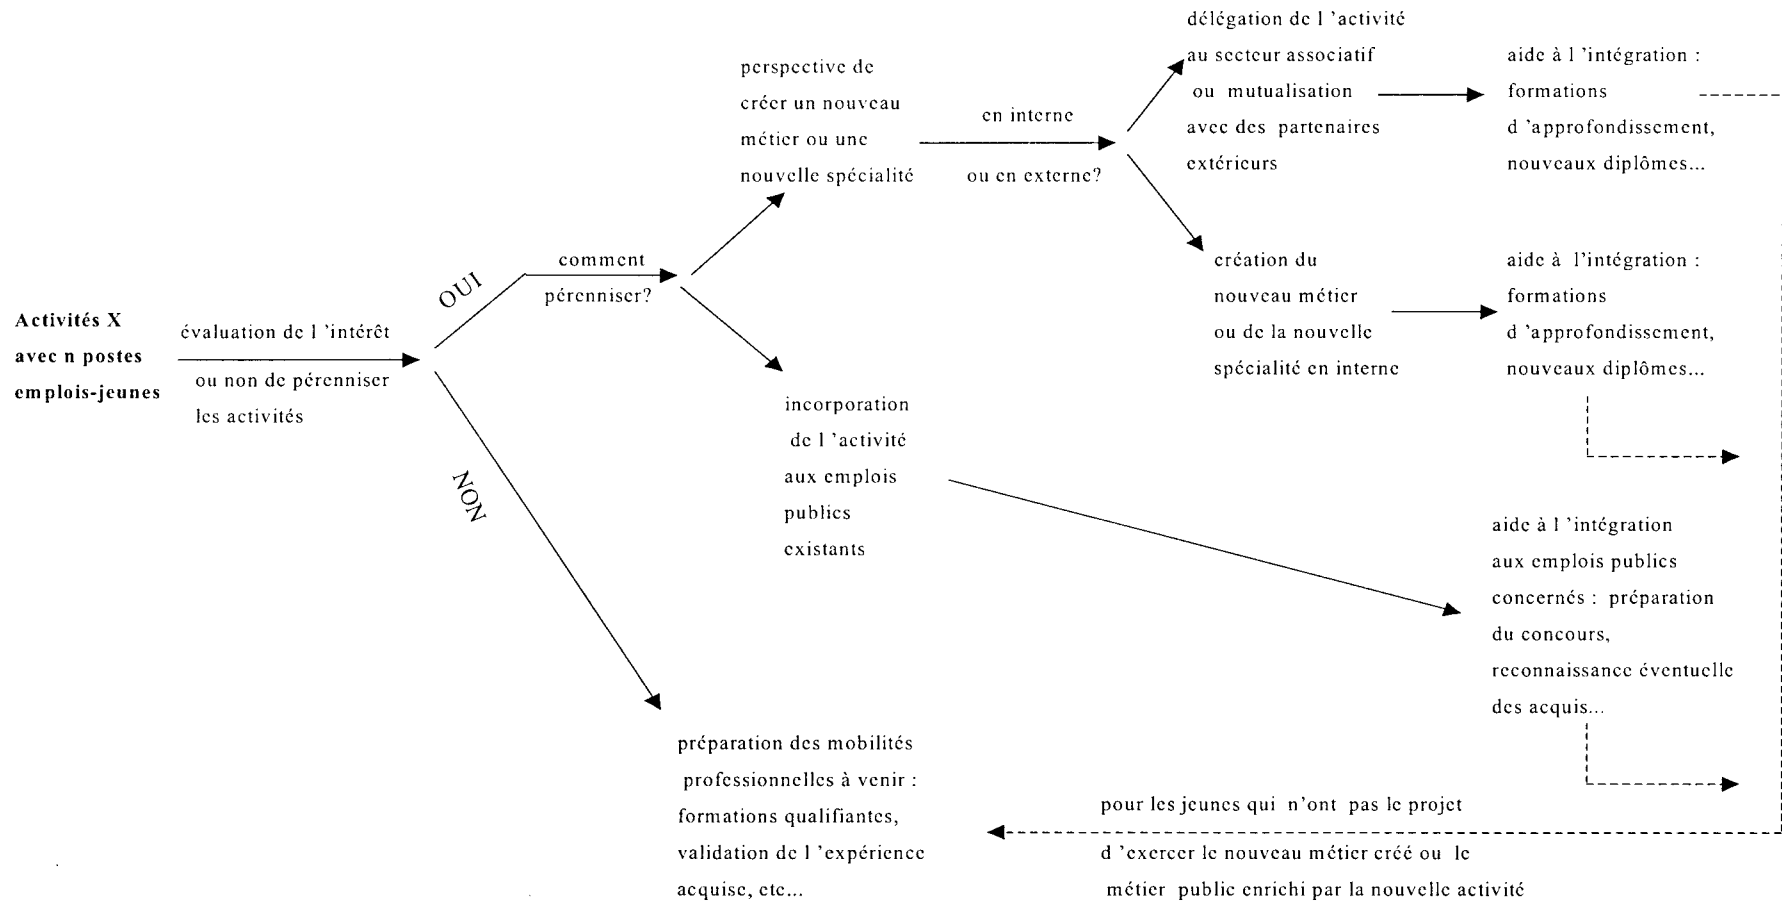 Activités X
avec n postes
emplois-jeunes
évaluation de l 'intérêt
ou non de pérenniser
les activités
OUI
NON
comment
pérenniser?
perspective de
créer un nouveau
métier ou une
nouvelle spécialité
en interne
ou en externe?
délégation de l 'activité
au secteur associatif
ou mutualisation
avec des partenaires
extérieurs
aide à l 'intégration :
formations
d 'approfondissement,
nouveaux diplômes...
création du
nouveau métier
ou de la nouvelle
spécialité en interne
aide à l'intégration :
formations
d 'approfondissement,
nouveaux diplômes...
incorporation
de l 'activité
aux emplois
publics
existants
aide à l 'intégration
aux emplois publics
concernés : préparation
du concours,
reconnaissance éventuelle
des acquis...
préparation des mobilités
professionnelles à venir :
formations qualifiantes,
validation de l 'expérience
acquise, etc...
pour les jeunes qui n'ont pas le projet
d 'exercer le nouveau métier créé ou le
métier public enrichi par la nouvelle activité